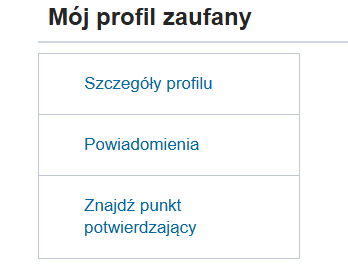 Mój profil zaufany
Szczegóły profilu
Powiadomienia
Znajdź punkt
potwierdzający